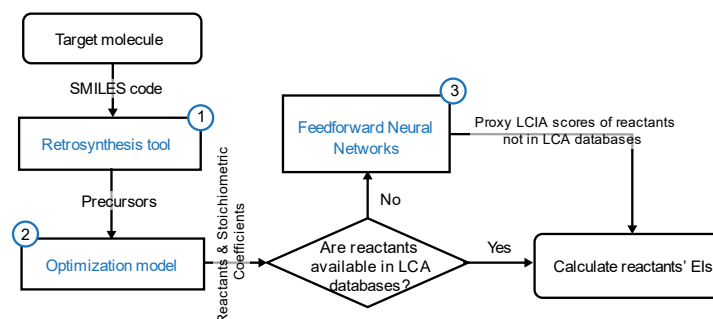 Target molecule
SMILES code
1
Retrosynthesis tool
Precursors
2
Optimization model
Reactants & Stoichiometric
Coefficients
Are reactants
available in LCA
databases?
No
Yes
3
Feedforward Neural
Networks
Proxy LCIA scores of reactants
not in LCA databases
Calculate reactants' EIs